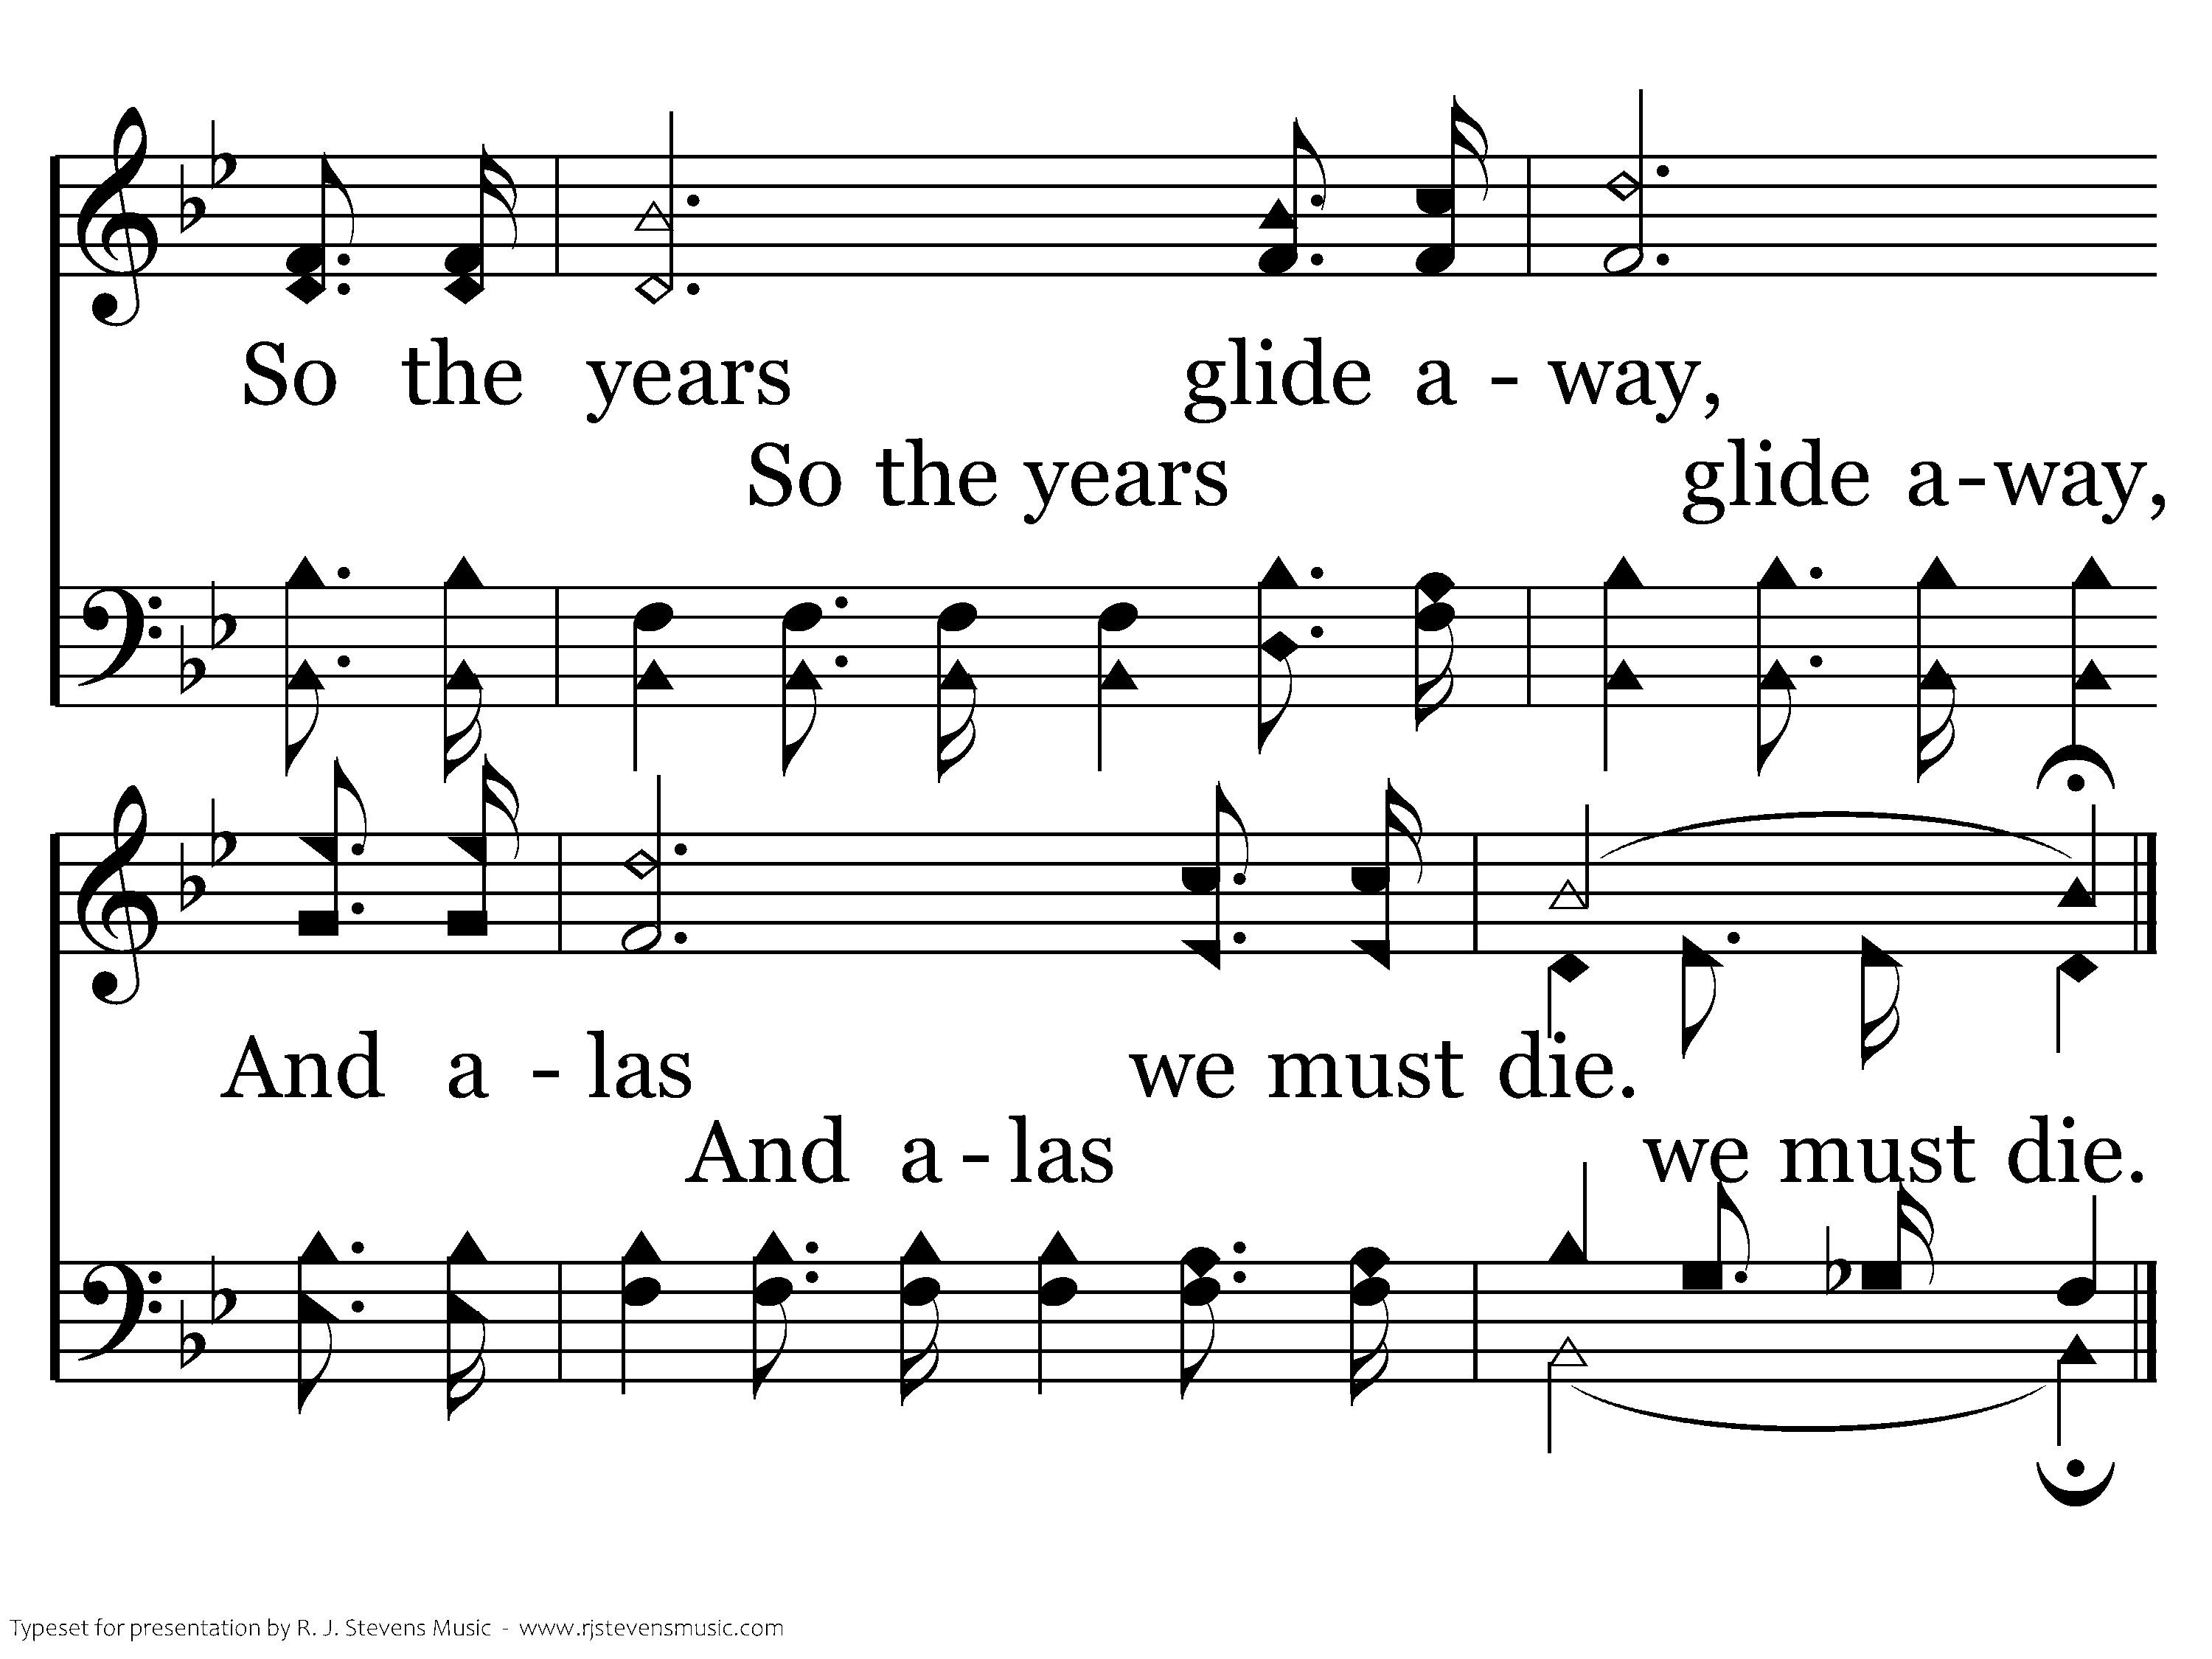 So the years glide a - way,
So the years glide a-way,
And a - las we must die.
And a - las we must die.
Typeset for presentation by R. J. Stevens Music - www.rjstevensmusic.com